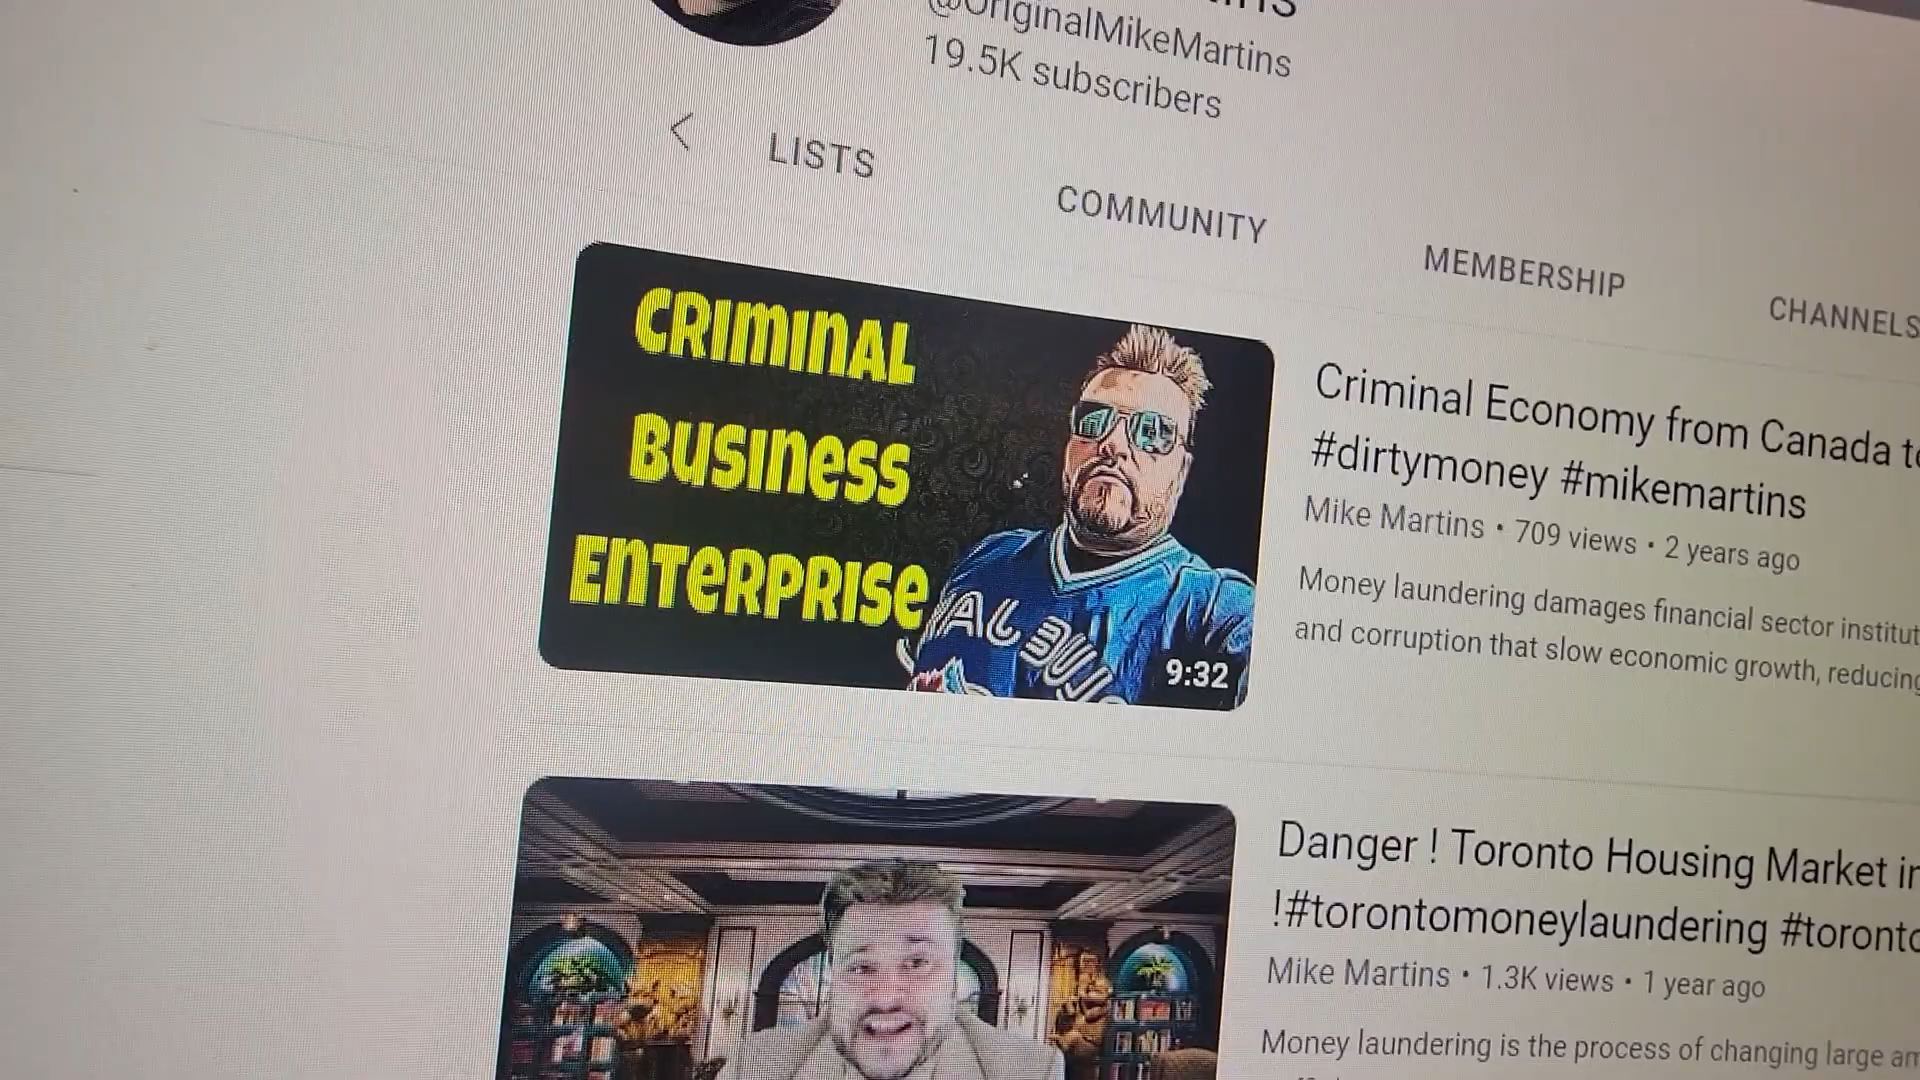 @OriginalMikeMartins
19.5K subscribers
LISTS
COMMUNITY
MEMBERSHIP
CHANNELS
CRIMINAL
BUSINESS
ENTERPRISE
9:32
Criminal Economy from Canada
#dirtymoney #mikemartins
Mike Martins • 709 views • 2 years ago
Money laundering damages financial sector
and corruption that slow economic growth, reducing
Danger ! Toronto Housing Market
!#torontomoneylaundering
Mike Martins • 1.3K views • 1 year ago
Money laundering is the process of changing large